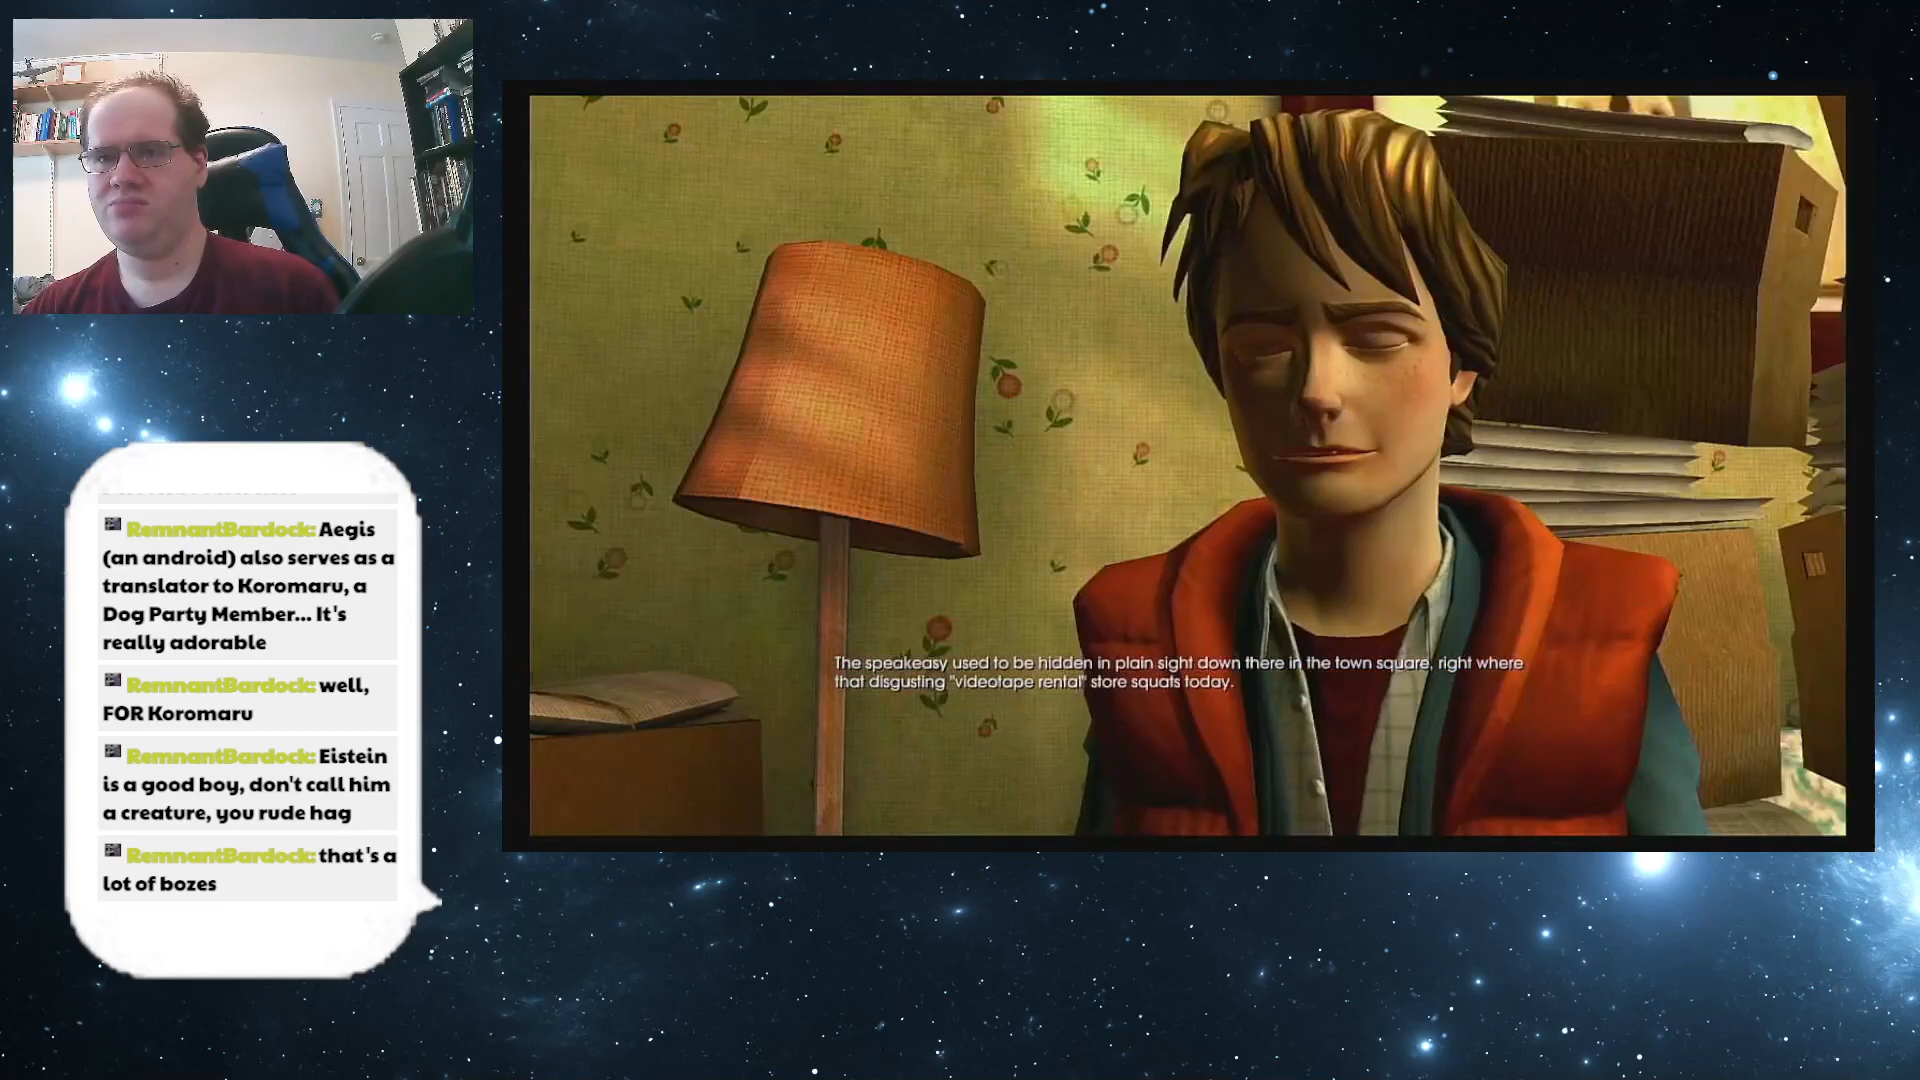 RemnantBardock: Aegis
(an android) also serves as a
translator to Koromaru, a
Dog Party Member... It's
really adorable
RemnantBardock: well,
FOR Koromaru
RemnantBardock: Eistein
is a good boy, don't call him
a creature, you rude hag
RemnantBardock: that's a
lot of bozes
The speakeasy used to be hidden in plain sight down there in the town square, right where
that disgusting "videotape rental" store squats today.